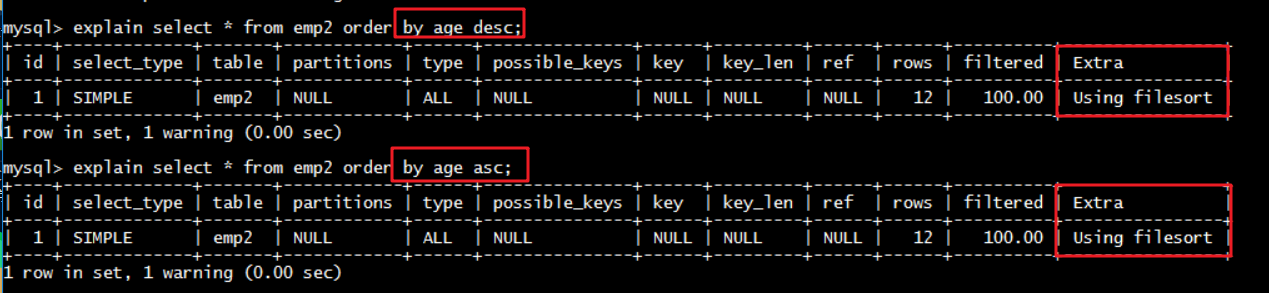 mysql> explain select * from emp2 order by age desc;
+----+-------------+-------+------------+------+---------------+------+---------+------+------+----------+----------------+
| id | select_type | table | partitions | type | possible_keys | key | key_len | ref | rows | filtered | Extra |
+----+-------------+-------+------------+------+---------------+------+---------+------+------+----------+----------------+
| 1 | SIMPLE | emp2 | NULL | ALL | NULL | NULL | NULL | NULL | 12 | 100.00 | Using filesort |
+----+-------------+-------+------------+------+---------------+------+---------+------+------+----------+----------------+
1 row in set, 1 warning (0.00 sec)
mysql> explain select * from emp2 order by age asc;
+----+-------------+-------+------------+------+---------------+------+---------+------+------+----------+----------------+
| id | select_type | table | partitions | type | possible_keys | key | key_len | ref | rows | filtered | Extra |
+----+-------------+-------+------------+------+---------------+------+---------+------+------+----------+----------------+
| 1 | SIMPLE | emp2 | NULL | ALL | NULL | NULL | NULL | NULL | 12 | 100.00 | Using filesort |
+----+-------------+-------+------------+------+---------------+------+---------+------+------+----------+----------------+
1 row in set, 1 warning (0.00 sec)